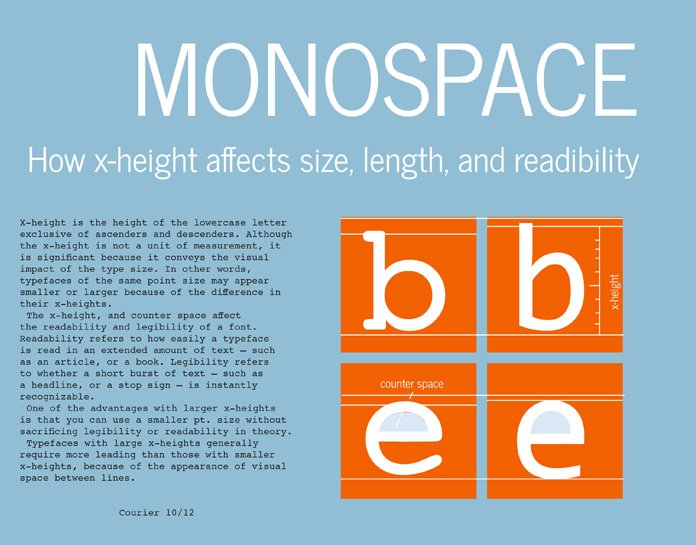 MONOSPACE
How x-height affects size, length, and readibility
X-height is the height of the lowercase letter
exclusive of ascenders and descenders. Although
the x-height is not a unit of measurement, it
is significant because it conveys the visual
impact of the type size. In other words,
typefaces of the same point size may appear
smaller or larger because of the difference in
their x-heights.
The x-height, and counter space affect
the readability and legibility of a font.
Readability refers to how easily a typeface
is read in an extended amount of text — such
as an article, or a book. Legibility refers
to whether a short burst of text — such as
a headline, or a stop sign — is instantly
recognizable.
One of the advantages with larger x-heights
is that you can use a smaller pt. size without
sacrificing legibility or readability in theory.
Typefaces with large x-heights generally
require more leading than those with smaller
x-heights, because of the appearance of visual
space between lines.
Courier 10/12
b b
x-height
counter space
e e